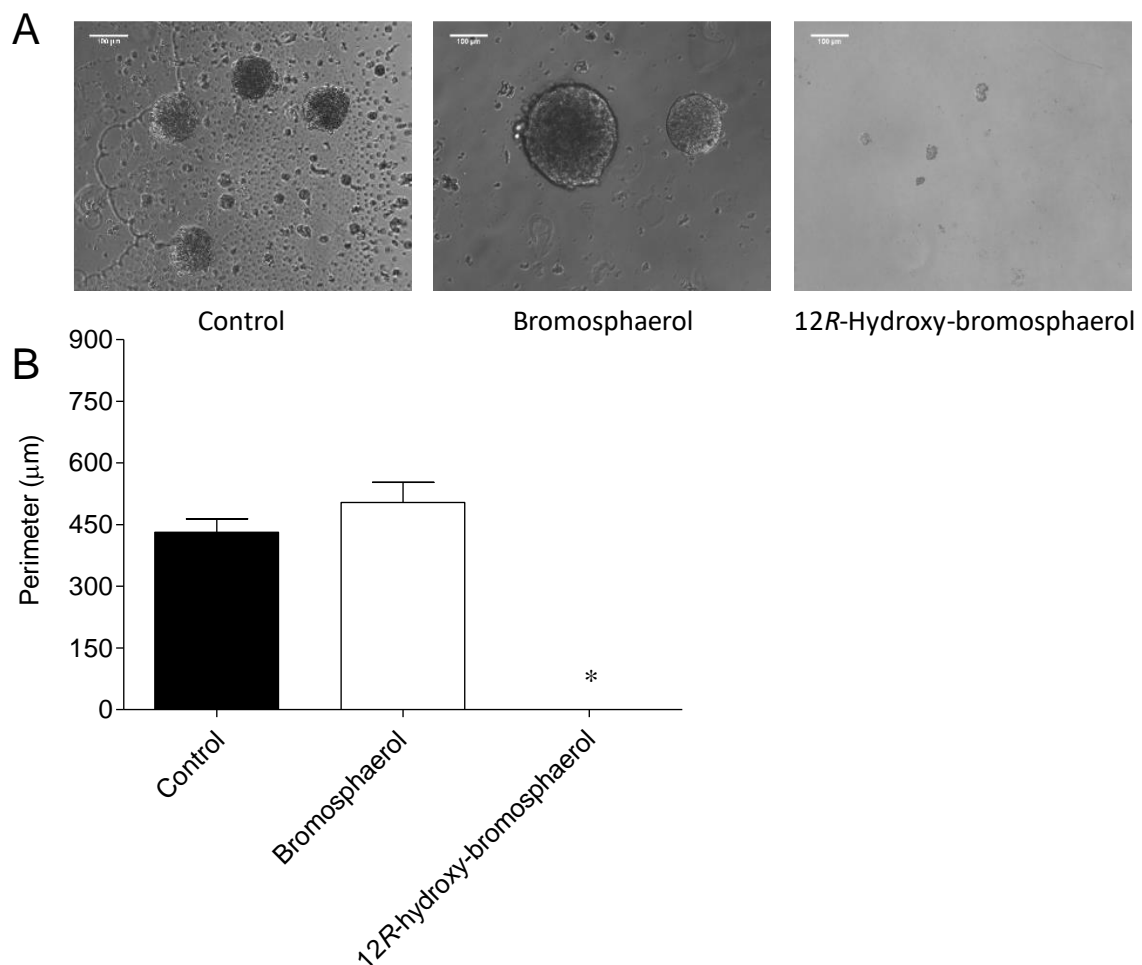 A
100 µm
100 µm
100 µm
Control
Bromosphaerol
12R-Hydroxy-bromosphaerol
B
Perimeter (µm)
900
750
600
450
300
150
0
*
Control
Bromosphaerol
12R-hydroxy-bromosphaerol